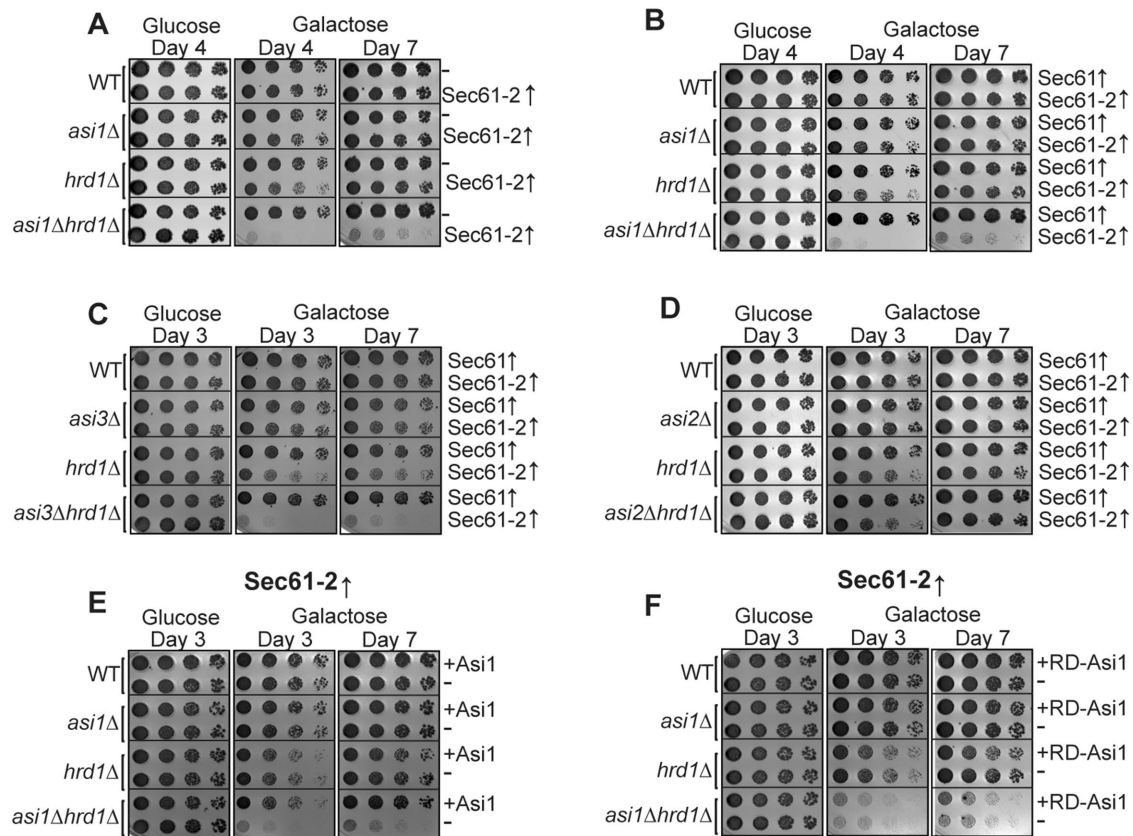 A
Glucose Galactose
Day 4 Day 4 Day 7
WT
-
Sec61-2↑
asi1Δ
-
Sec61-2↑
hrd1Δ
-
Sec61-2↑
asi1Δhrd1Δ
-
Sec61-2↑
B
Glucose Galactose
Day 4 Day 4 Day 7
WT
Sec61↑
Sec61-2↑
asi1Δ
Sec61↑
Sec61-2↑
hrd1Δ
Sec61↑
Sec61-2↑
asi1Δhrd1Δ
Sec61↑
Sec61-2↑
C
Glucose Galactose
Day 3 Day 3 Day 7
WT
Sec61↑
Sec61-2↑
asi3Δ
Sec61↑
Sec61-2↑
hrd1Δ
Sec61↑
Sec61-2↑
asi3Δhrd1Δ
Sec61↑
Sec61-2↑
D
Glucose Galactose
Day 3 Day 3 Day 7
WT
Sec61↑
Sec61-2↑
asi2Δ
Sec61↑
Sec61-2↑
hrd1Δ
Sec61↑
Sec61-2↑
asi2Δhrd1Δ
Sec61↑
Sec61-2↑
Sec61-2↑
E
Glucose Galactose
Day 3 Day 3 Day 7
WT
+Asi1
-
asi1Δ
+Asi1
-
hrd1Δ
+Asi1
-
asi1Δhrd1Δ
+Asi1
-
Sec61-2↑
F
Glucose Galactose
Day 3 Day 3 Day 7
WT
+RD-Asi1
-
asi1Δ
+RD-Asi1
-
hrd1Δ
+RD-Asi1
-
asi1Δhrd1Δ
+RD-Asi1
-